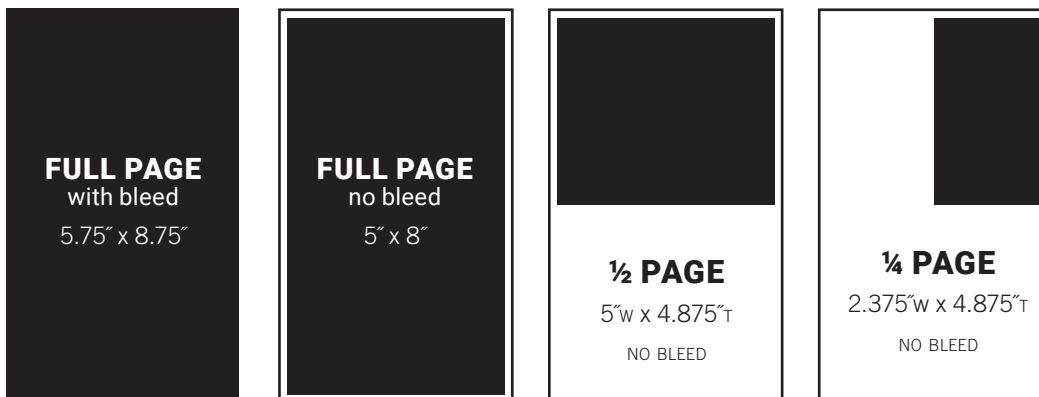 FULL PAGE
with bleed
5.75˝ x 8.75˝
FULL PAGE
no bleed
5˝ x 8˝
½ PAGE
5˝W x 4.875˝T
NO BLEED
¼ PAGE
2.375˝W x 4.875˝T
NO BLEED